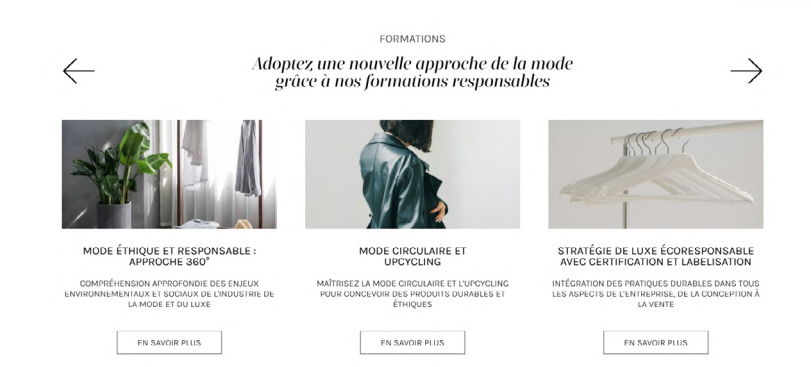 FORMATIONS
Adoptez une nouvelle approche de la mode
grâce à nos formations responsables
MODE ÉTHIQUE ET RESPONSABLE :
APPROCHE 360°
COMPRÉHENSION APPROFONDIE DES ENJEUX
ENVIRONNEMENTAUX ET SOCIAUX DE L'INDUSTRIE DE
LA MODE ET DU LUXE
EN SAVOIR PLUS
MODE CIRCULAIRE ET
UPCYCLING
MAÎTRISEZ LA MODE CIRCULAIRE ET L'UPCYCLING
POUR CONCEVOIR DES PRODUITS DURABLES ET
ÉTHIQUES
EN SAVOIR PLUS
STRATÉGIE DE LUXE ÉCORESPONSABLE
AVEC CERTIFICATION ET LABELISATION
INTÉGRATION DES PRATIQUES DURABLES DANS TOUS
LES ASPECTS DE L'ENTREPRISE, DE LA CONCEPTION À
LA VENTE
EN SAVOIR PLUS